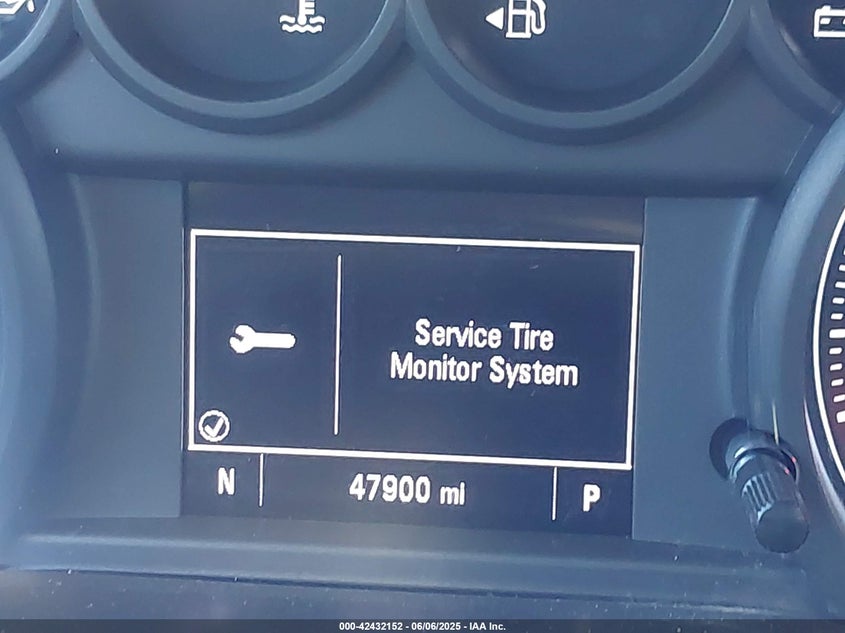 Service Tire
Monitor System
N 47900 mi P
000-42432152 - 06/06/2025 - IAA Inc.